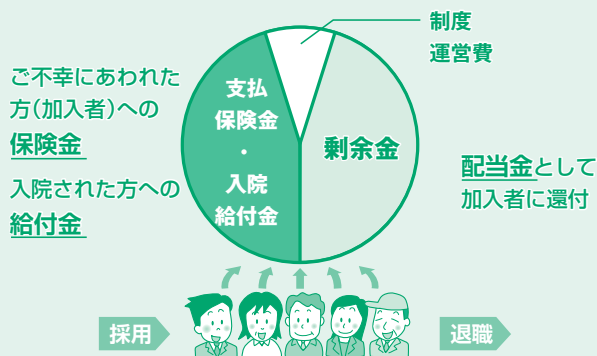 制度
運営費
ご不幸にあわれた
方(加入者)への
保険金
入院された方への
給付金
支払
保険金
・
入院
給付金
剰余金
配当金として
加入者に還付
採用
退職